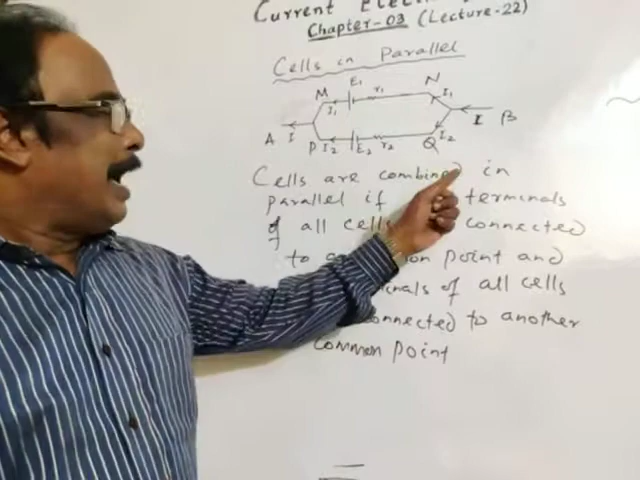 Current Elec
Chapter-03 (Lecture-22)
Cells in Parallel
E₁
M
r₁
N
I₁
I₁
A
I
I
B
P
I₂
E₂
r₂
Q
I₂
Cells are combined in
parallel if terminals
of all cells connected
to point and
of all cells
connected to another
common point